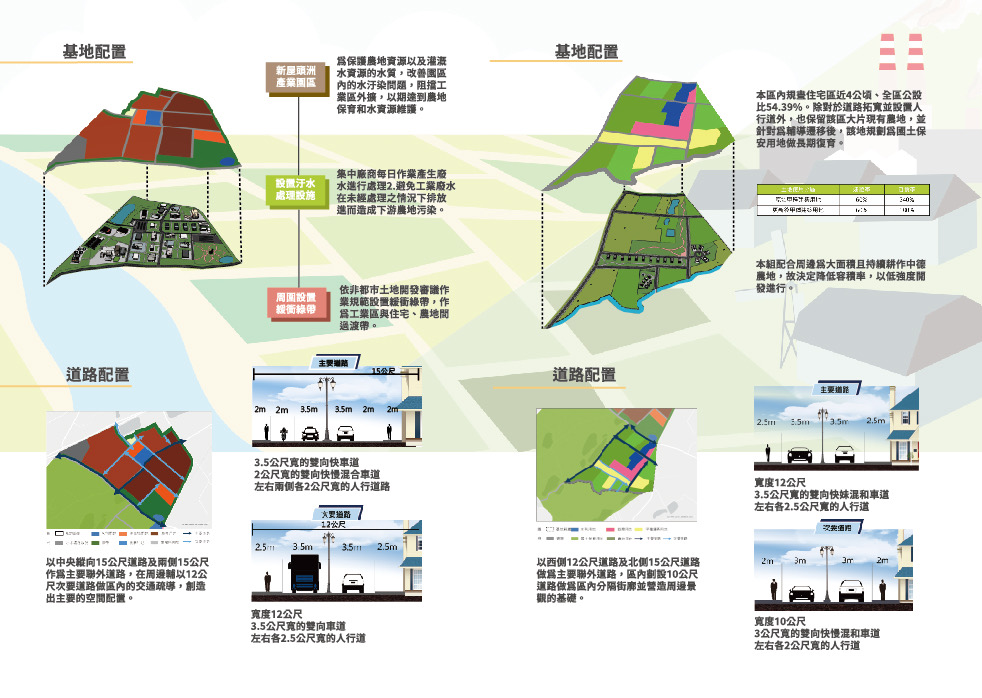 基地配置
新屋頭洲
產業園區
為保護農地資源以及灌溉
水資源的水質，改善園區
內的水汙染問題，阻擋工
業區外擴，以期達到農地
保育和水資源維護。
設置汙水
處理設施
集中廠商每日作業產生廢
水進行處理2.避免工業廢水
在未經處理之情況下排放
進而造成下游農地污染。
周圍設置
緩衝綠帶
依非都市土地開發審議作
業規範設置緩衝綠帶，作
為工業區與住宅、農地間
過渡帶。
道路配置
以中央縱向15公尺道路及兩側15公尺
作為主要聯外道路，在周邊輔以12公
尺次要道路做區內的交通疏導，創造
出主要的空間配置。
主要道路
15公尺
2m 2m 3.5m 3.5m 2m 2m
3.5公尺寬的雙向快車道
2公尺寬的雙向快慢混合車道
左右兩側各2公尺寬的人行道路
次要道路
12公尺
2.5m 3.5m 3.5m 2.5m
寬度12公尺
3.5公尺寬的雙向車道
左右各2.5公尺寬的人行道
基地配置
本區內規畫住宅區近4公頃、全區公設
比54.39%。除對於道路拓寬並設置人
行道外，也保留該區大片現有農地，並
針對為輔導遷移後，該地規劃為國土保
安用地做長期復育。
60% 240%
本組配合周邊為大面積且持續耕作中德
農地，故決定降低容積率，以低強度開
發進行。
道路配置
以西側12公尺道路及北側15公尺道路
做為主要聯外道路，區內劃設10公尺
道路做為區內分隔街廓並營造周邊景
觀的基礎。
主要道路
2.5m 3.5m 3.5m 2.5m
寬度12公尺
3.5公尺寬的雙向快妹混和車道
左右各2.5公尺寬的人行道
次要道路
2m 3m 3m 2m
寬度10公尺
3公尺寬的雙向快慢混和車道
左右各2公尺寬的人行道